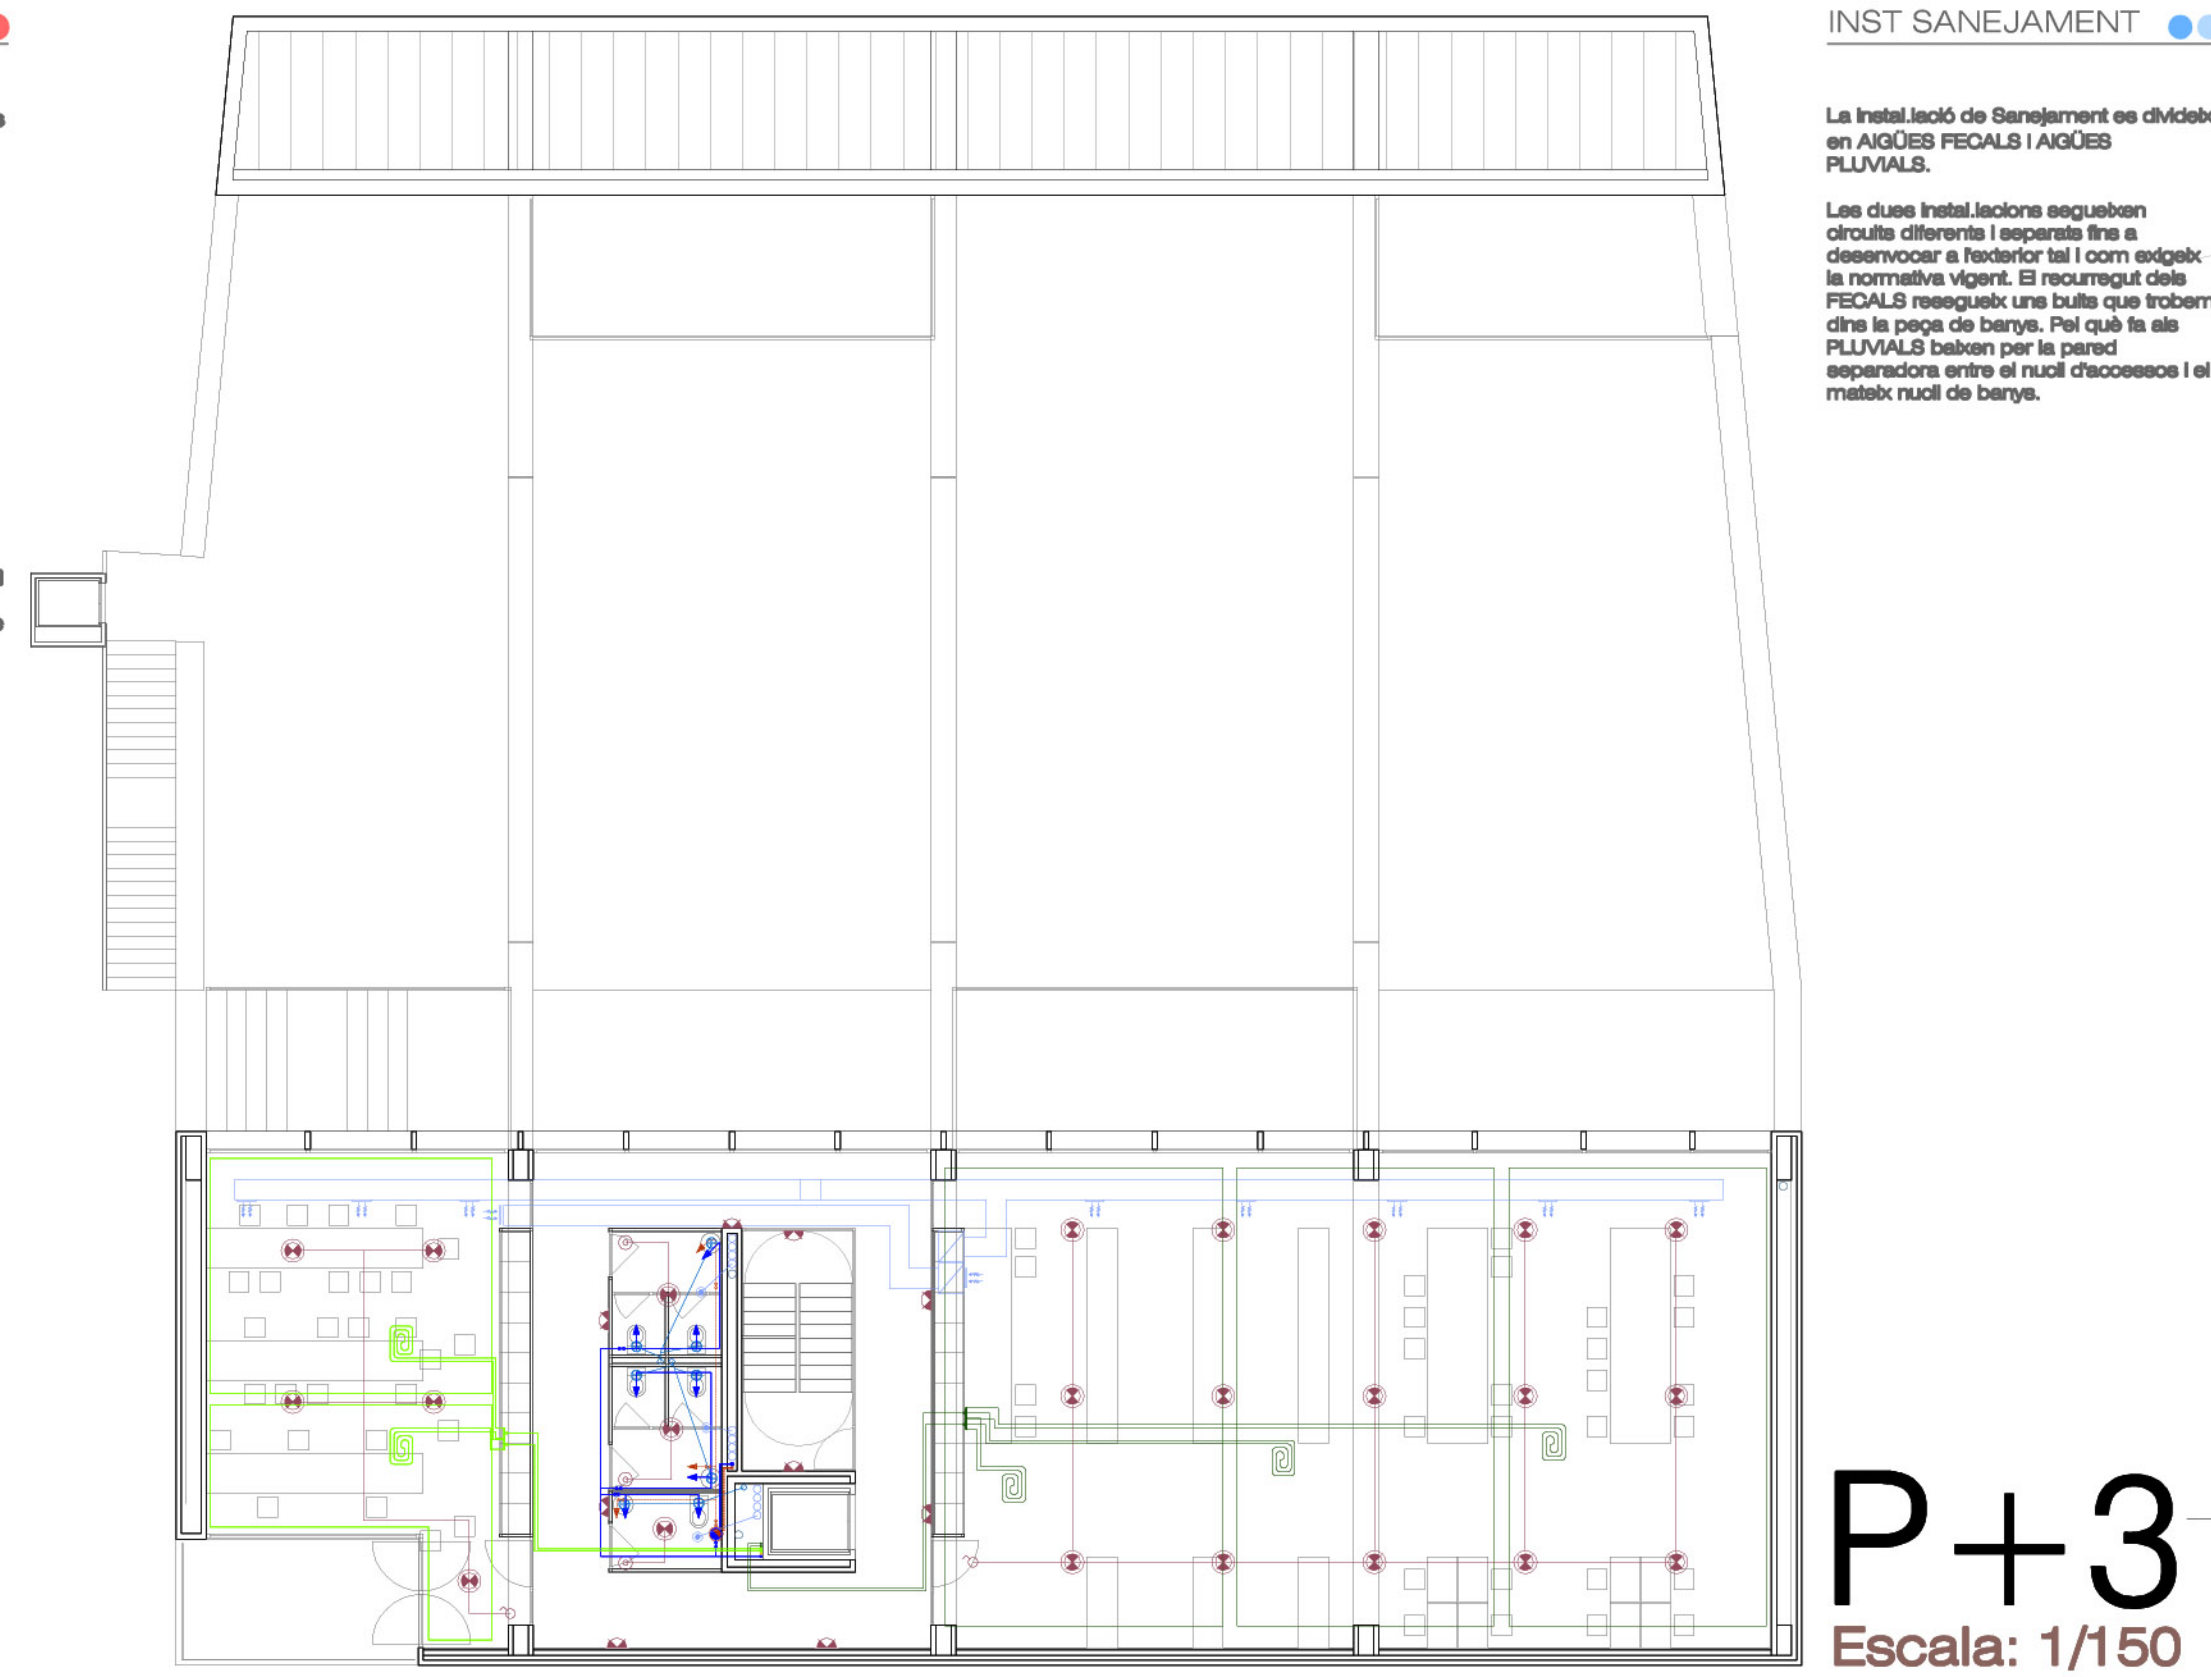 INST SANEJAMENT
La instal.lació de Sanejament es divideix
en AIGÜES FECALS I AIGÜES
PLUVIALS.
Les dues instal.lacions segueixen
circuits diferents i separats fins a
desenvocar a l'exterior tal i com exigeix
la normativa vigent. El recurregut dels
FECALS resegueix uns buits que trobem
dins la peça de banys. Pel què fa als
PLUVIALS baixen per la pared
separadora entre el nucli d'accessos i el
mateix nucli de banys.
P+3
Escala: 1/150